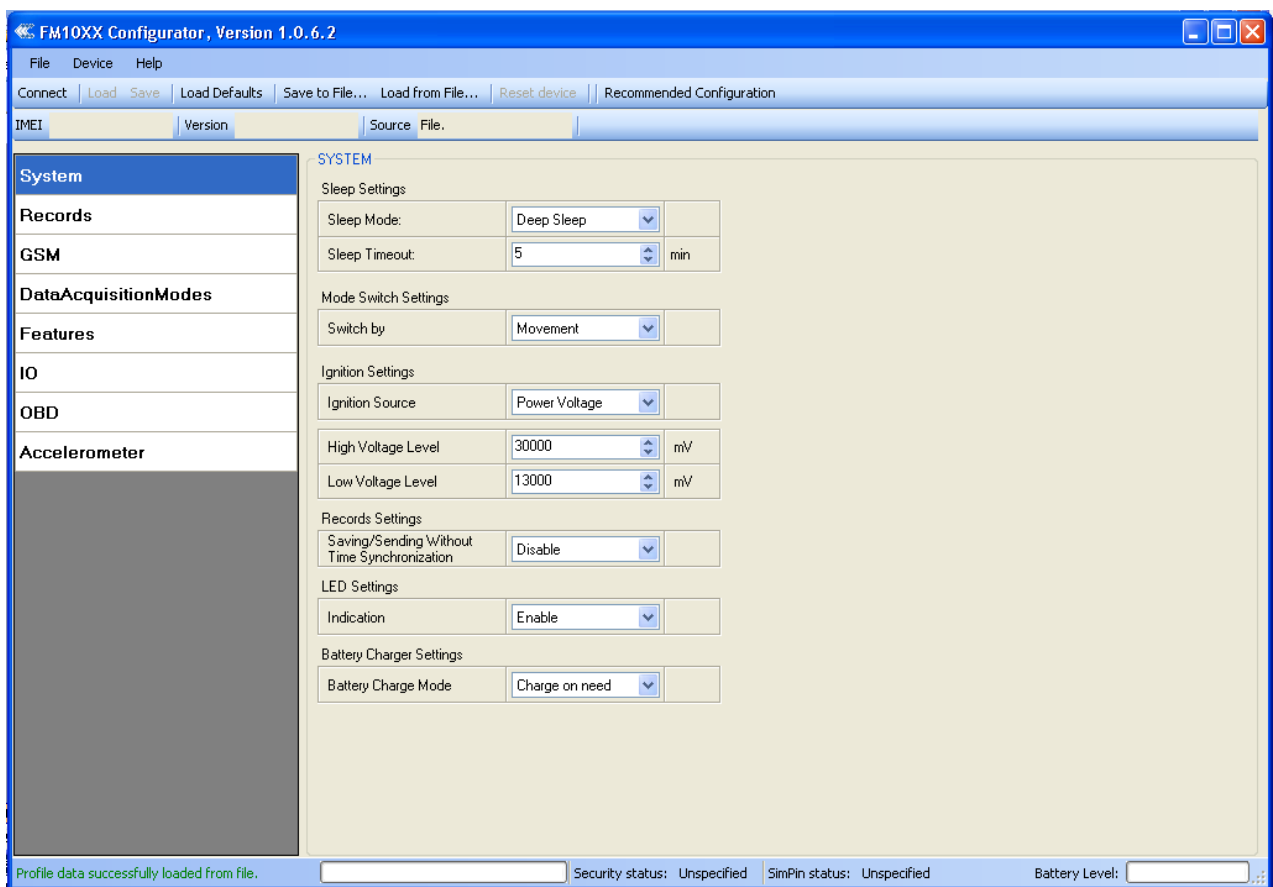 FM10XX Configurator, Version 1.0.6.2
File Device Help
Connect Load Save Load Defaults Save to File... Load from File... Reset device Recommended Configuration
IMEI Version Source File.
System
Records
GSM
DataAcquisitionModes
Features
IO
OBD
Accelerometer
SYSTEM
Sleep Settings
Sleep Mode: Deep Sleep
Sleep Timeout: 5 min
Mode Switch Settings
Switch by Movement
Ignition Settings
Ignition Source Power Voltage
High Voltage Level 30000 mV
Low Voltage Level 13000 mV
Records Settings
Saving/Sending Without
Time Synchronization Disable
LED Settings
Indication Enable
Battery Charger Settings
Battery Charge Mode Charge on need
Profile data successfully loaded from file. Security status: Unspecified SimPin status: Unspecified Battery Level: